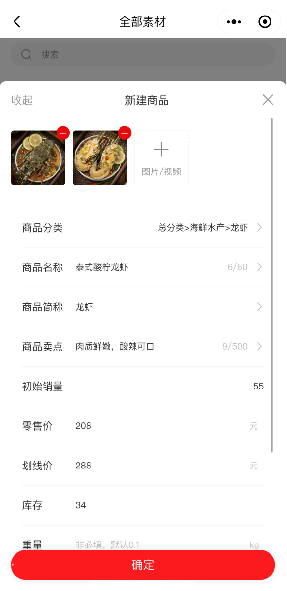 全部素材
搜索
收起 新建商品
图片/视频
商品分类 总分类>海鲜水产>龙虾
商品名称 泰式酸柠龙虾 6/60
商品简称 龙虾
商品卖点 肉质鲜嫩，酸辣可口 9/500
初始销量 55
零售价 208 元
划线价 288 元
库存 34
重量 非必填，默认0.1 kg
确定